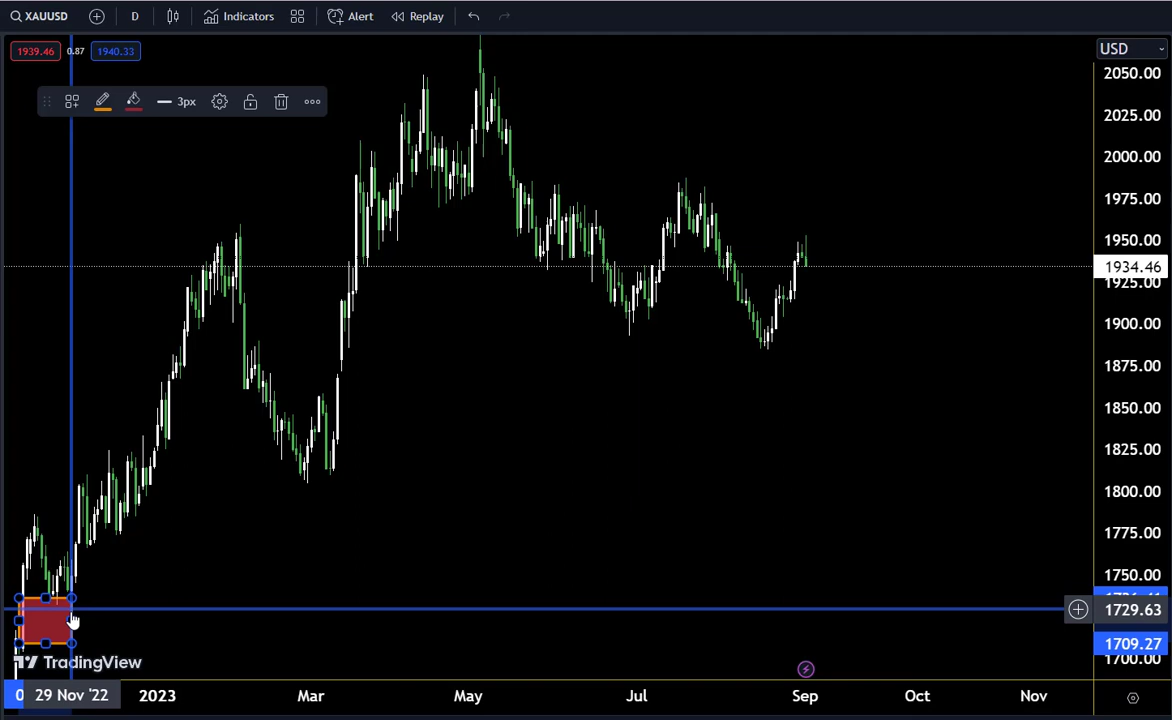 XAUUSD D Indicators Alert Replay
1939.46 0.87 1940.33
USD
3px
2050.00
2025.00
2000.00
1975.00
1950.00
1934.46
1925.00
1900.00
1875.00
1850.00
1825.00
1800.00
1775.00
1750.00
1729.63
1709.27
1700.00
TradingView
29 Nov '22 2023 Mar May Jul Sep Oct Nov